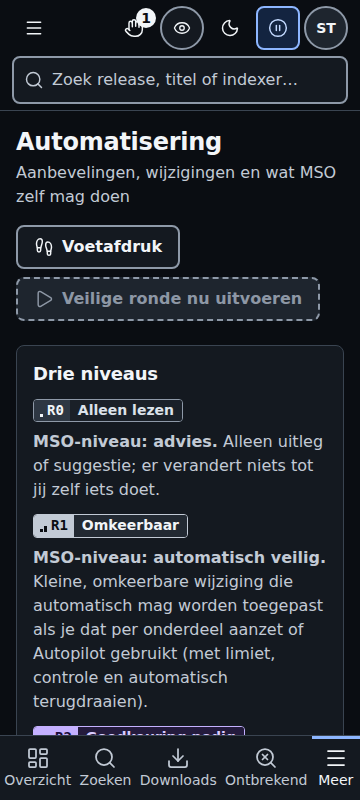 1
ST
Zoek release, titel of indexer…
Automatisering
Aanbevelingen, wijzigingen en wat MSO
zelf mag doen
Voetafdruk
Veilige ronde nu uitvoeren
Drie niveaus
R0 Alleen lezen
MSO-niveau: advies. Alleen uitleg
of suggestie; er verandert niets tot
jij zelf iets doet.
R1 Omkeerbaar
MSO-niveau: automatisch veilig.
Kleine, omkeerbare wijziging die
automatisch mag worden toegepast
als je dat per onderdeel aanzet of
Autopilot gebruikt (met limiet,
controle en automatisch
terugdraaien).
Overzicht Zoeken Downloads Ontbrekend Meer